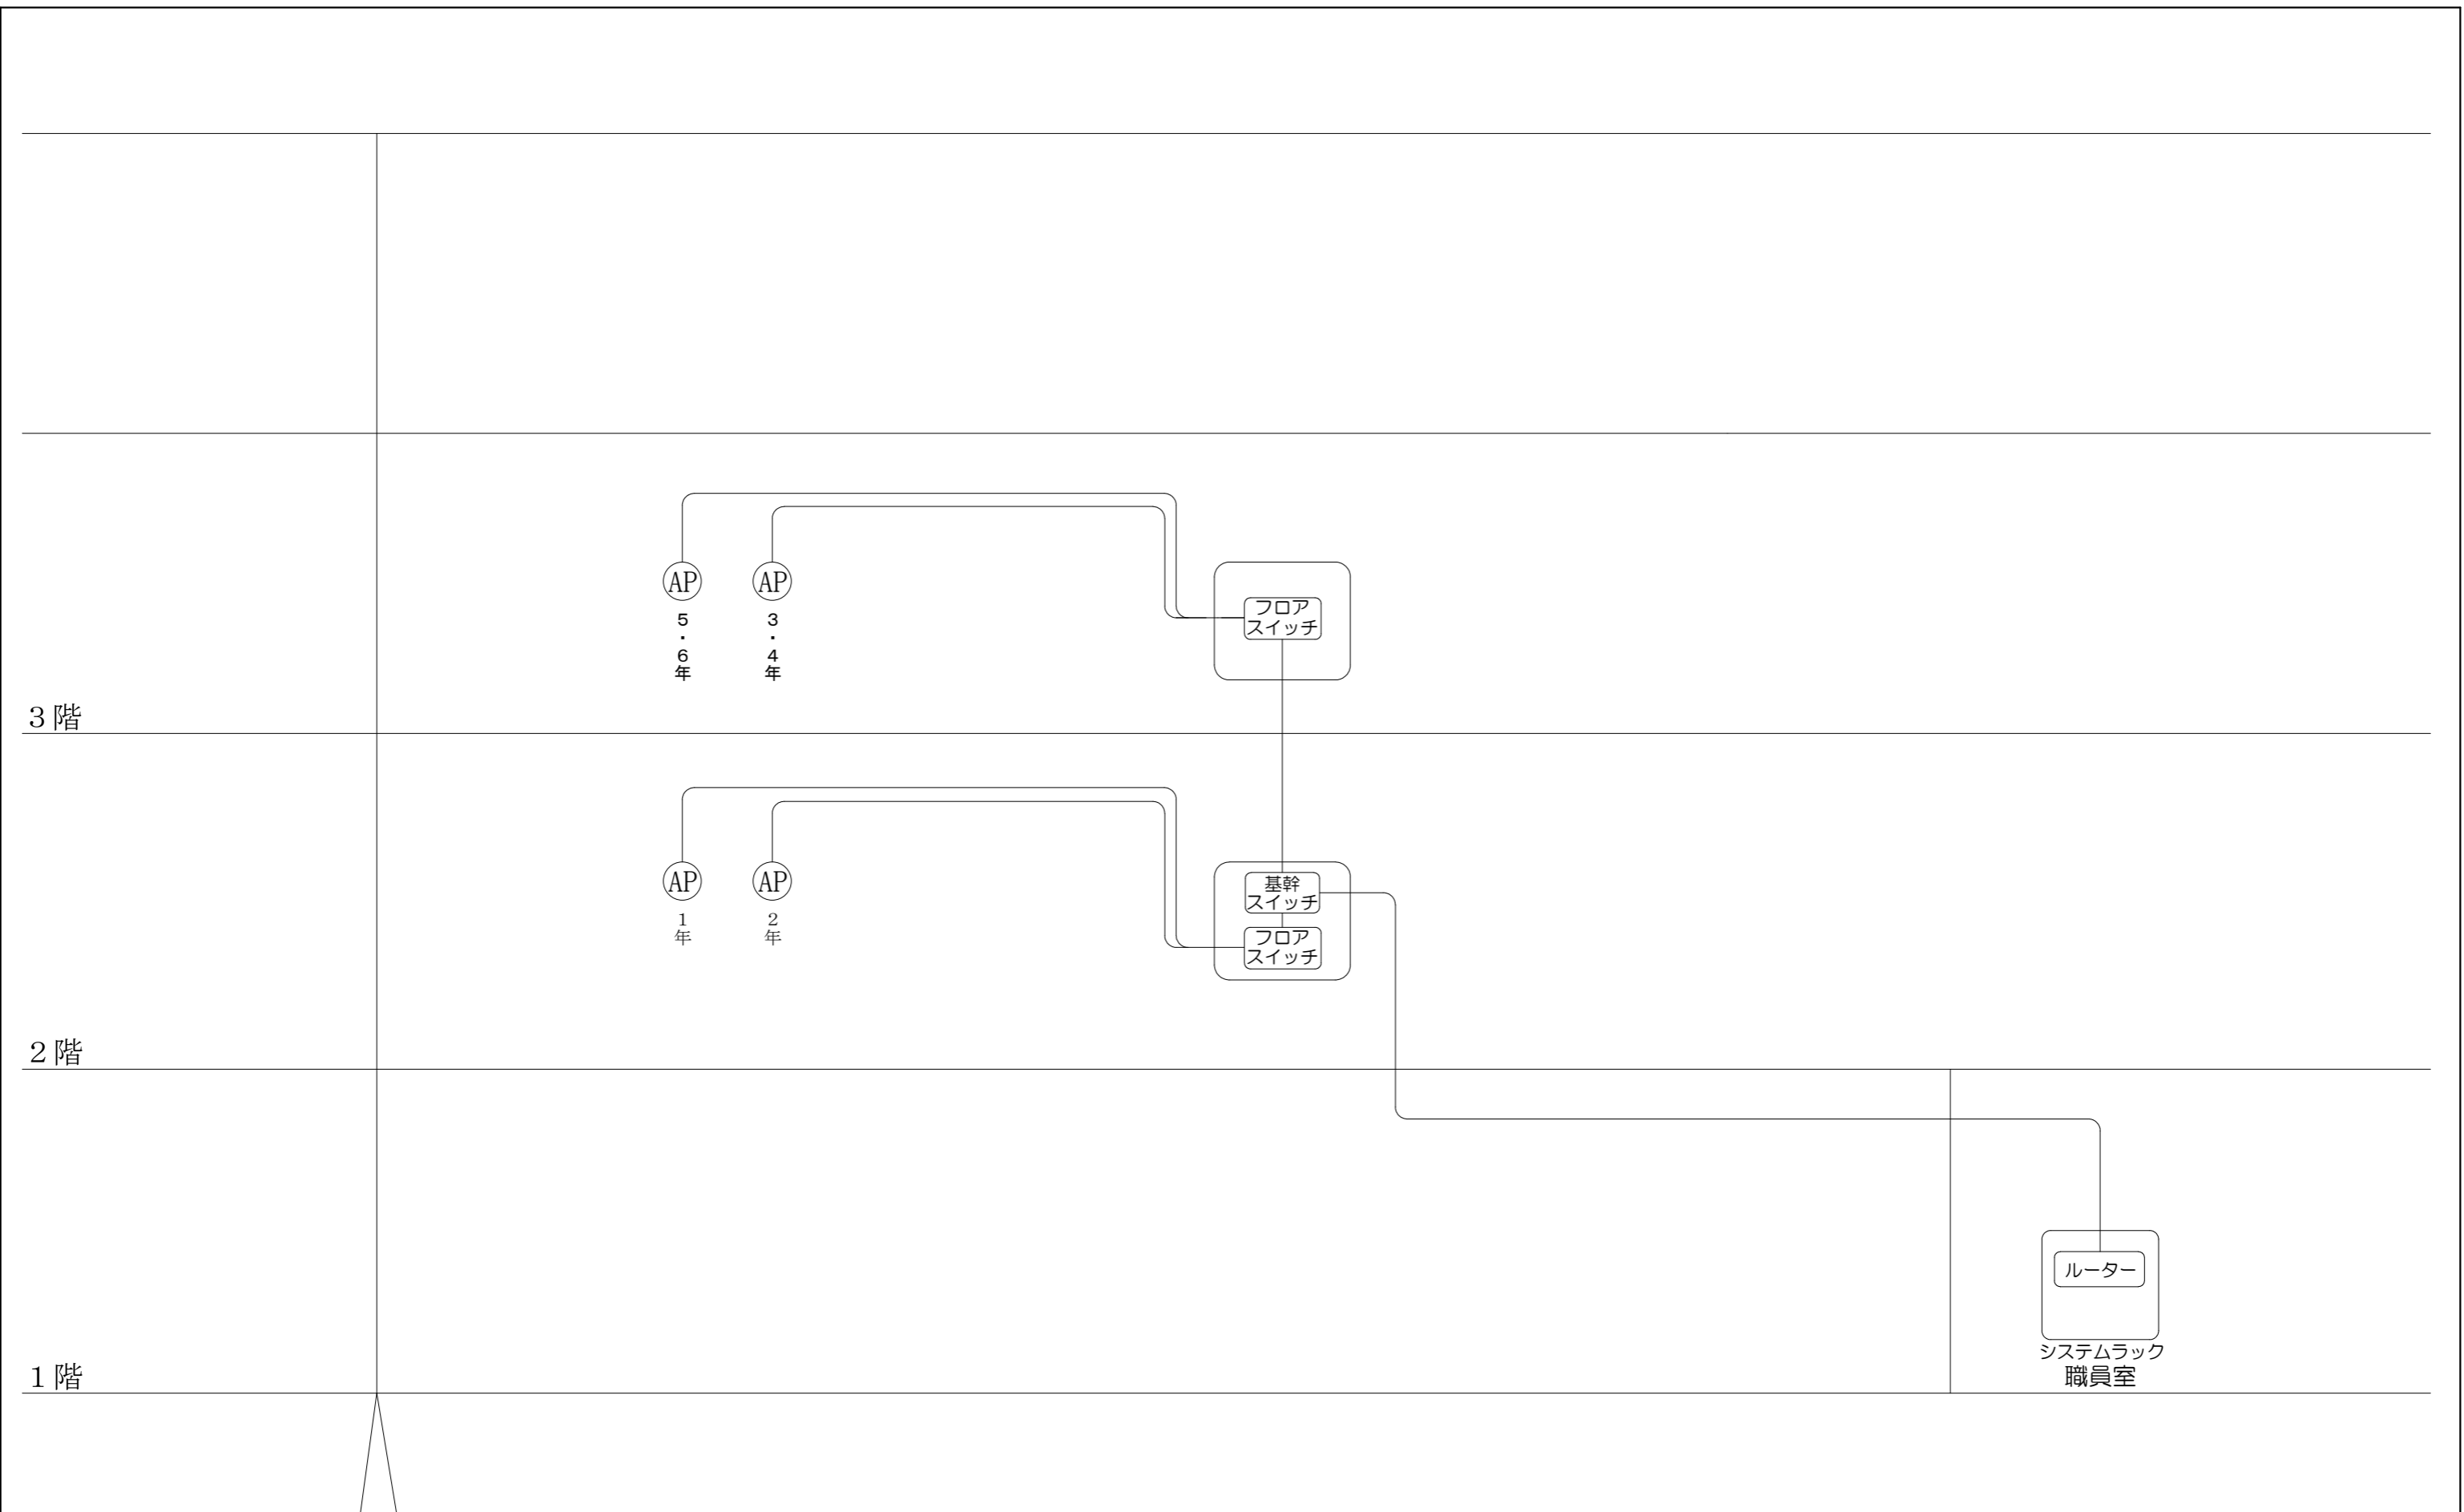 AP
AP
フロア
スイッチ
5・6年
3・4年
3階
AP
AP
基幹
スイッチ
フロア
スイッチ
1年
2年
2階
ルーター
システムラック
職員室
1階